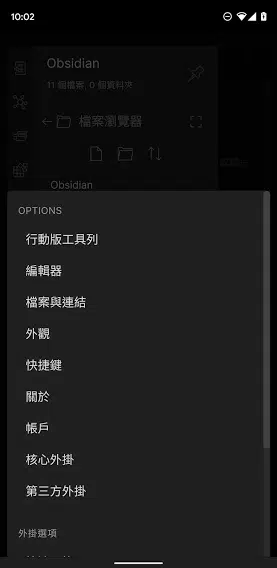 10:02
Obsidian
11 個檔案, 0 個資料夾
檔案瀏覽器
Obsidian
OPTIONS
行動版工具列
編輯器
檔案與連結
外觀
快捷鍵
關於
帳戶
核心外掛
第三方外掛
外掛選項